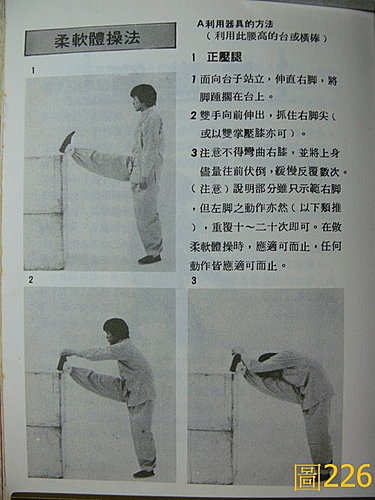 柔軟體操法
A利用器具的方法
(利用此腰高的台或橫棒)
1 正壓腿
1面向台子站立,伸直右脚,將
脚踵擱在台上。
2雙手向前伸出,抓住右脚尖(
或以雙掌壓膝亦可)。
3注意不得彎曲右膝,並將上身
儘量往前伏倒,緩慢反覆數次。
(注意)說明部分雖只示範右脚
,但左脚之動作亦然(以下類推
),重覆十~二十次即可。在做
柔軟體操時,應適可而止,任何
動作皆應適可而止。
1
2
3
圖226